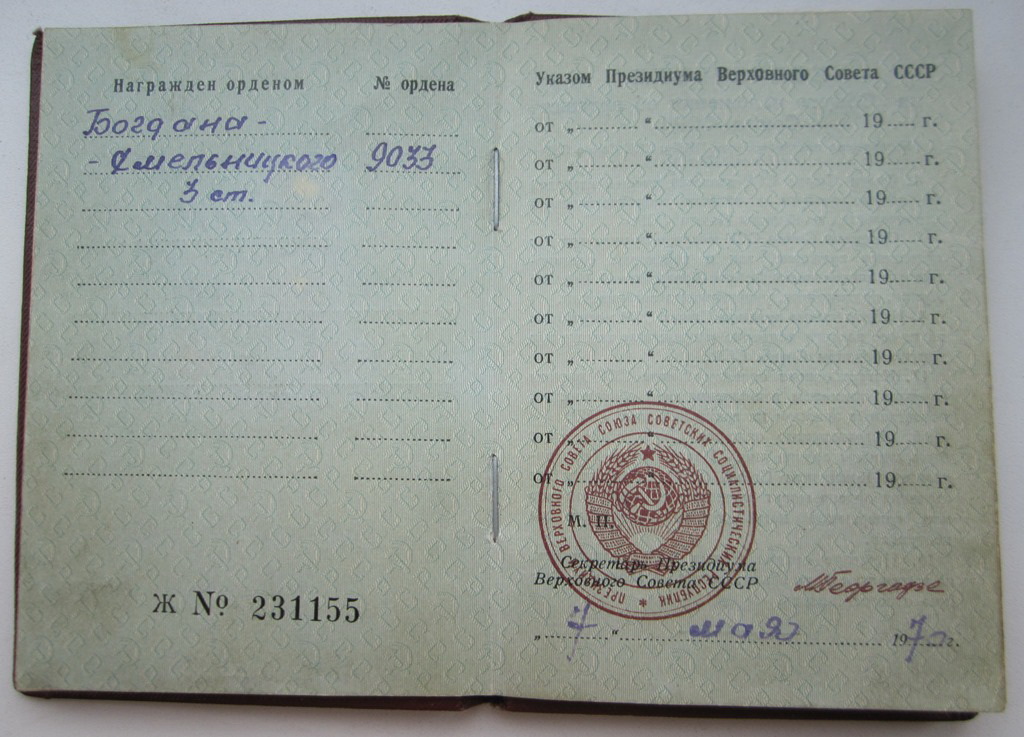 Награжден орденом № ордена
Богдана-
-Хмельницкого 9033
3 ст.
Ж № 231155
Указом Президиума Верховного Совета СССР
от „ “ 19 г.
от „ “ 19 г.
от „ “ 19 г.
от „ “ 19 г.
от „ “ 19 г.
от „ “ 19 г.
от „ “ 19 г.
от „ “ 19 г.
от „ “ 19 г.
от „ “ 19 г.
ПРЕЗИДИУМ ВЕРХОВНОГО СОВЕТА СОЮЗА СОВЕТСКИХ СОЦИАЛИСТИЧЕСКИХ РЕСПУБЛИК *
М. П.
Секретарь Президиума
Верховного Совета СССР МГеоргадзе
„ 7 “ мая 1970 г.